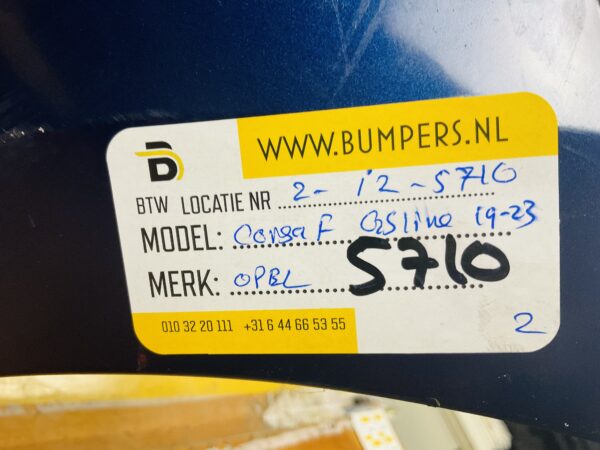 WWW.BUMPERS.NL
BTW LOCATIE NR 2-12-5710
MODEL: Corsa F GSline 19-23
MERK: OPEL 5710
010 32 20 111 +31 6 44 66 53 55
2